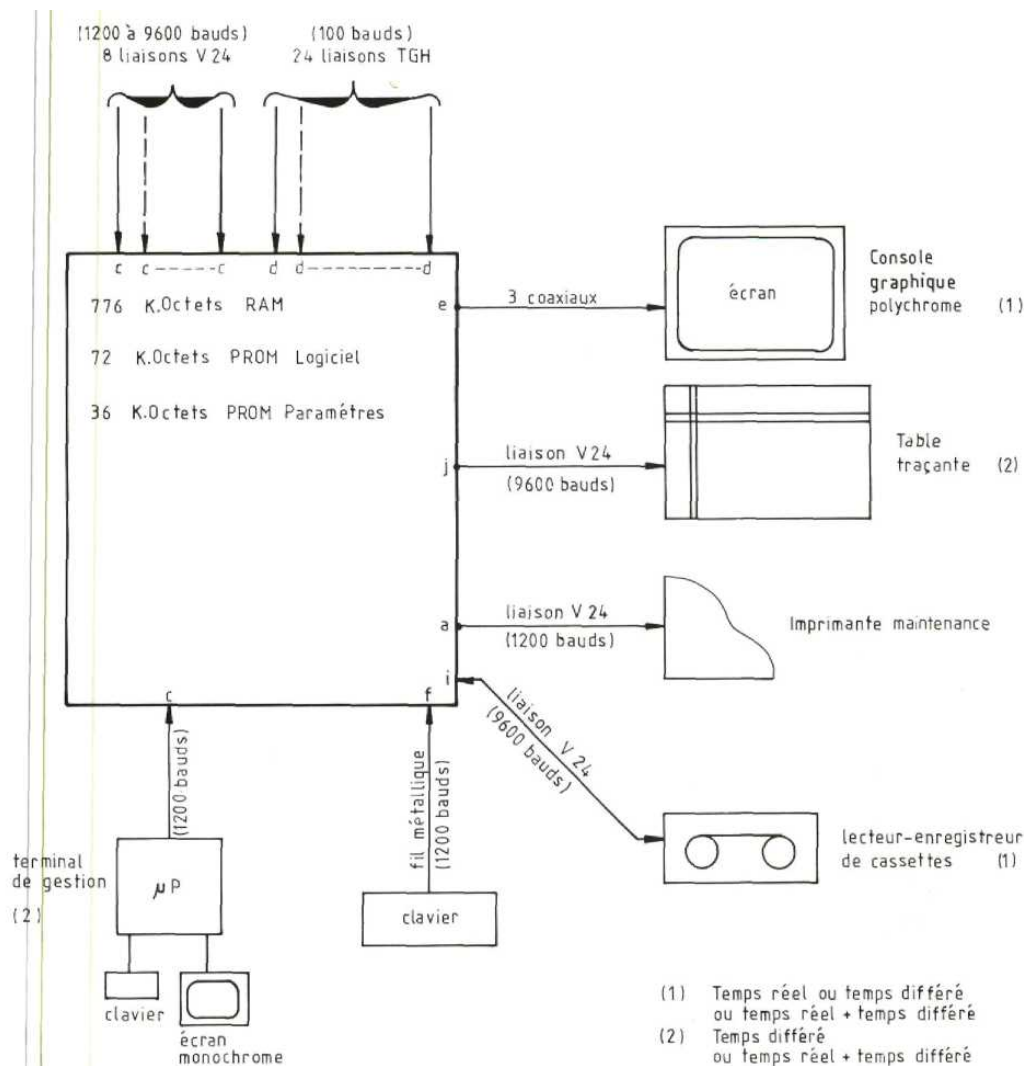 (1200 à 9600 bauds)
8 liaisons V 24
(100 bauds)
24 liaisons TGH
c c-----c d d---------d
776 K.Octets RAM
72 K.Octets PROM Logiciel
36 K.Octets PROM Paramétres
e
3 coaxiaux
écran
Console
graphique
polychrome (1)
j
liaison V 24
(9600 bauds)
Table
traçante (2)
a
liaison V 24
(1200 bauds)
Imprimante maintenance
i
liaison V 24
(9600 bauds)
lecteur-enregistreur
de cassettes (1)
c
(1200 bauds)
f
fil métallique
(1200 bauds)
terminal
de gestion
(2)
µP
clavier
clavier
écran
monochrome
(1) Temps réel ou temps différé
ou temps réel + temps différé
(2) Temps différé
ou temps réel + temps différé